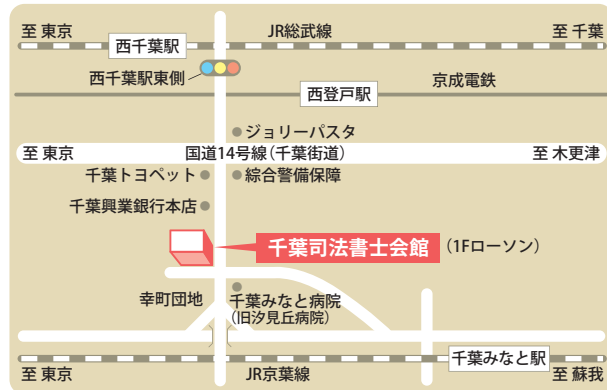 至 東京
JR総武線
至 千葉
西千葉駅
西千葉駅東側
京成電鉄
西登戸駅
ジョリーパスタ
至 東京
国道14号線(千葉街道)
至 木更津
千葉トヨペット
綜合警備保障
千葉興業銀行本店
千葉司法書士会館
(1Fローソン)
幸町団地
千葉みなと病院
(旧汐見丘病院)
千葉みなと駅
至 東京
JR京葉線
至 蘇我